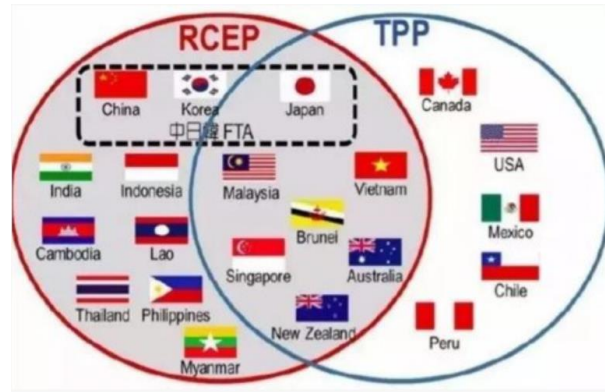 RCEP TPP
China Korea Japan
中日韓 FTA
Canada
USA
India Indonesia Malaysia Vietnam
Mexico
Brunei
Cambodia Lao
Singapore Australia
Chile
Thailand Philippines
New Zealand
Peru
Myanmar